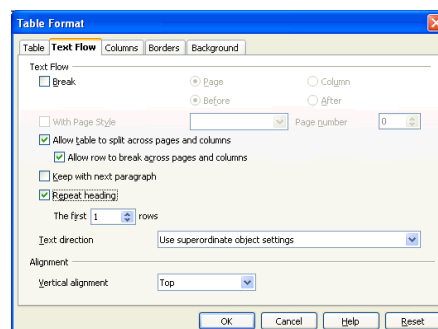 Table Format
Table Text Flow Columns Borders Background
Text Flow
Break Page Column
Before After
With Page Style Page number 0
Allow table to split across pages and columns
Allow row to break across pages and columns
Keep with next paragraph
Repeat heading
The first 1 rows
Text direction Use superordinate object settings
Alignment
Vertical alignment Top
OK Cancel Help Reset